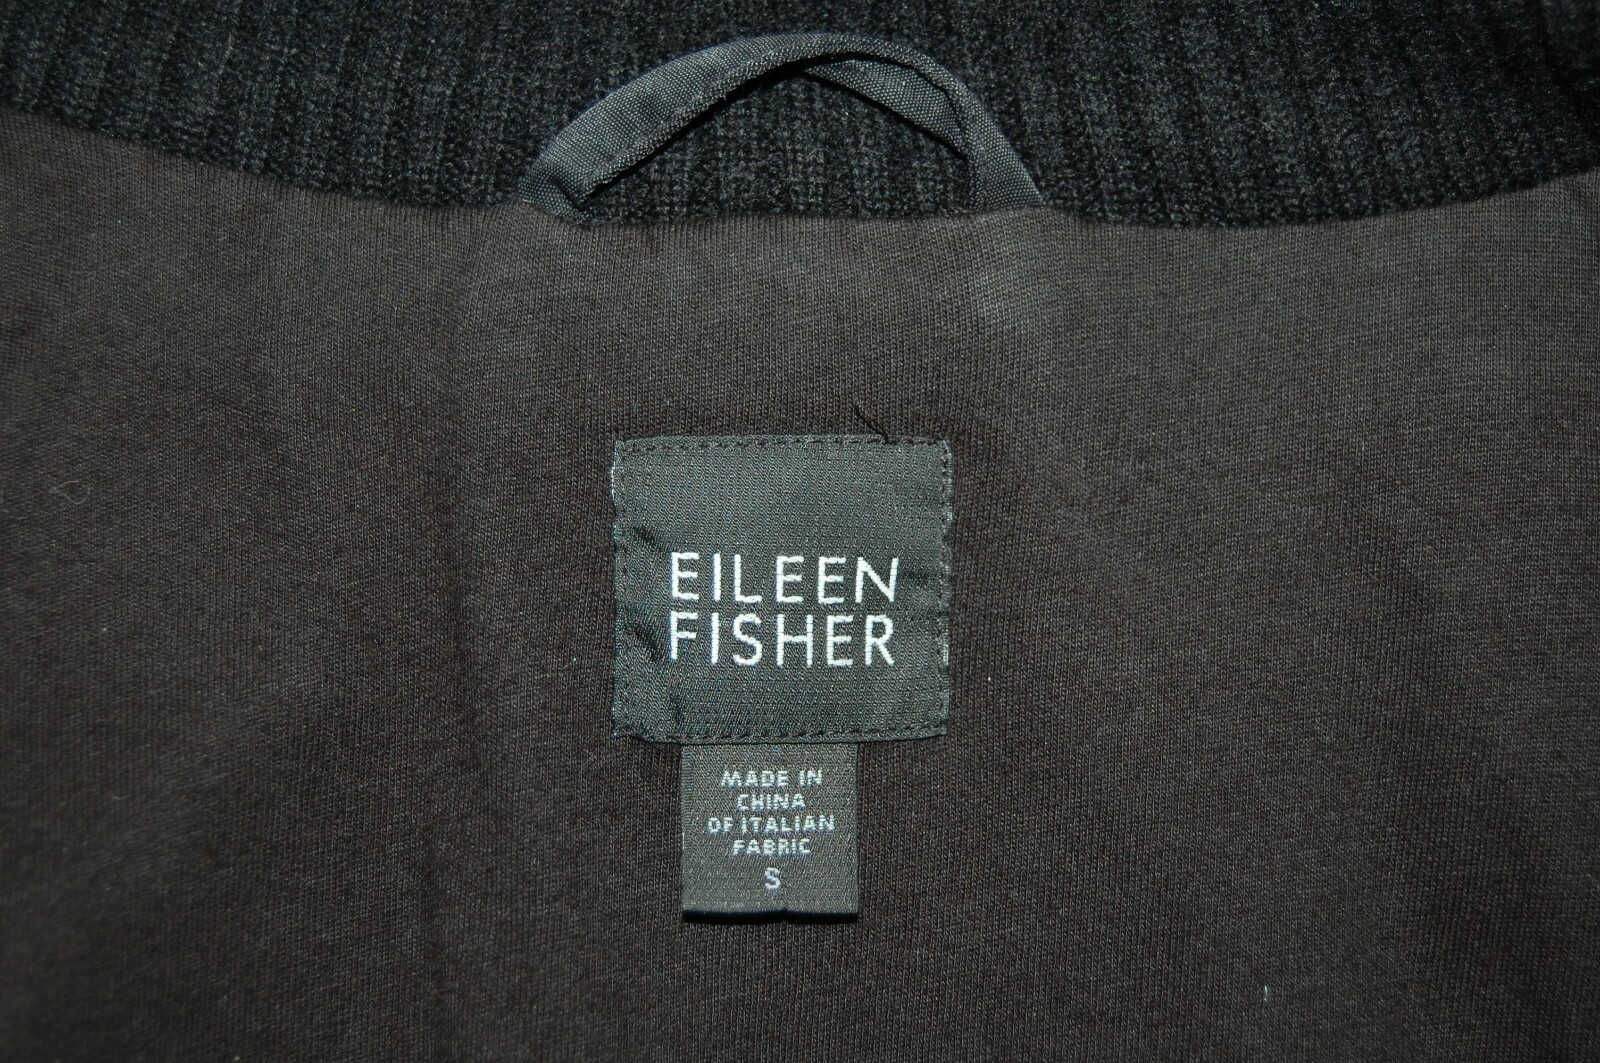 EILEEN
FISHER
MADE IN
CHINA
OF ITALIAN
FABRIC
S